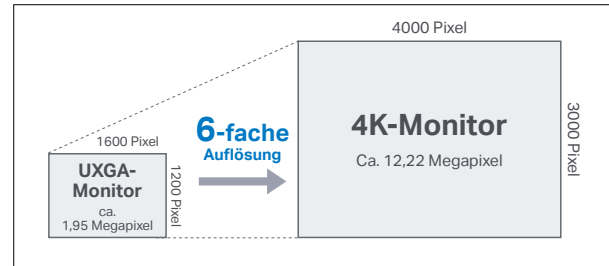 4000 Pixel
3000 Pixel
4K-Monitor
Ca. 12,22 Megapixel
6-fache
Auflösung
1600 Pixel
1200 Pixel
UXGA-
Monitor
ca.
1,95 Megapixel